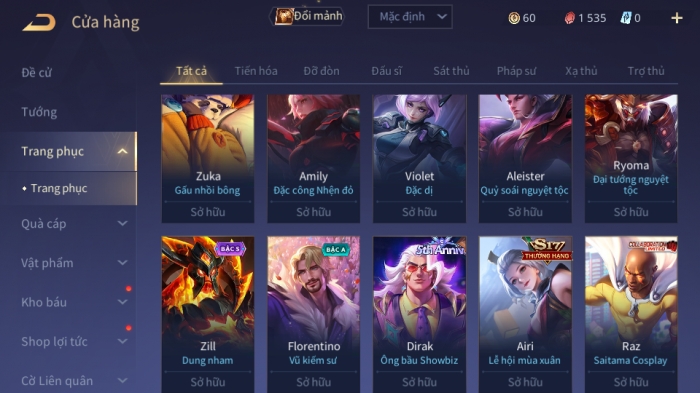 Cửa hàng
Đổi mảnh
Mặc định
60
1 535
0
Đề cử
Tướng
Trang phục
Trang phục
Quà cáp
Vật phẩm
Kho báu
Shop lợi tức
Cờ Liên quân
Tất cả
Tiến hóa
Đỡ đòn
Đấu sĩ
Sát thủ
Pháp sư
Xạ thủ
Trợ thủ
Zuka
Gấu nhồi bông
Sở hữu
Amily
Đặc công Nhện đỏ
Sở hữu
Violet
Đặc dị
Sở hữu
Aleister
Quỷ soái nguyệt tộc
Sở hữu
Ryoma
Đại tướng nguyệt
tộc
Sở hữu
BẬC S
Zill
Dung nham
Sở hữu
BẬC A
Florentino
Vũ kiếm sư
Sở hữu
5th Anniv
Dirak
Ông bầu Showbiz
Sở hữu
S17
THƯỞNG HẠNG
Airi
Lễ hội mùa xuân
Sở hữu
KOLLABORATION
LIMITED
Raz
Saitama Cosplay
Sở hữu